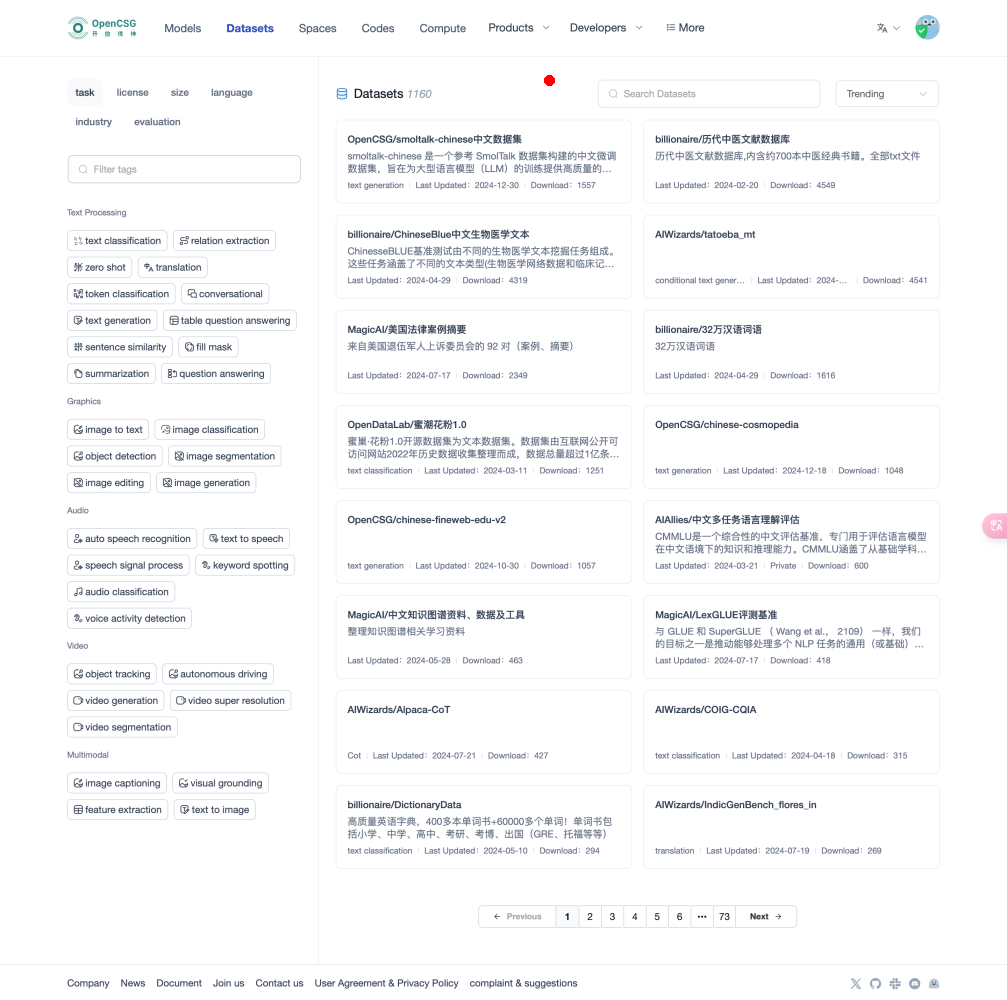 OpenCSG
开放传神
Models Datasets Spaces Codes Compute Products Developers More
task license size language
industry evaluation
Filter tags
Text Processing
text classification relation extraction
zero shot translation
token classification conversational
text generation table question answering
sentence similarity fill mask
summarization question answering
Graphics
image to text image classification
object detection image segmentation
image editing image generation
Audio
auto speech recognition text to speech
speech signal process keyword spotting
audio classification
voice activity detection
Video
object tracking autonomous driving
video generation video super resolution
video segmentation
Multimodal
image captioning visual grounding
feature extraction text to image
Datasets 1160
Search Datasets
Trending
OpenCSG/smoltalk-chinese中文数据集
smoltalk-chinese 是一个参考 SmolTalk 数据集构建的中文微调
数据集，旨在为大型语言模型（LLM）的训练提供高质量的...
text generation Last Updated：2024-12-30 Download：1557
billionaire/历代中医文献数据库
历代中医文献数据库,内含约700本中医经典书籍。全部txt文件
Last Updated：2024-02-20 Download：4549
billionaire/ChineseBlue中文生物医学文本
ChinesseBLUE基准测试由不同的生物医学文本挖掘任务组成。
这些任务涵盖了不同的文本类型(生物医学网络数据和临床记...
Last Updated：2024-04-29 Download：4319
AIWizards/tatoeba_mt
conditional text gener... Last Updated：2024-... Download：4541
MagicAI/美国法律案例摘要
来自美国退伍军人上诉委员会的 92 对（案例、摘要）
Last Updated：2024-07-17 Download：2349
billionaire/32万汉语词语
32万汉语词语
Last Updated：2024-04-29 Download：1616
OpenDataLab/蜜潮花粉1.0
蜜巢·花粉1.0开源数据集为文本数据集。数据集由互联网公开可
访问网站2022年历史数据收集整理而成，数据总量超过1亿条...
text classification Last Updated：2024-03-11 Download：1251
OpenCSG/chinese-cosmopedia
text generation Last Updated：2024-12-18 Download：1048
OpenCSG/chinese-fineweb-edu-v2
text generation Last Updated：2024-10-30 Download：1057
AIAllies/中文多任务语言理解评估
CMMLU是一个综合性的中文评估基准，专门用于评估语言模型
在中文语境下的知识和推理能力。CMMLU涵盖了从基础学科...
Last Updated：2024-03-21 Private Download：600
MagicAI/中文知识图谱资料、数据及工具
整理知识图谱相关学习资料
Last Updated：2024-05-28 Download：463
MagicAI/LexGLUE评测基准
与 GLUE 和 SuperGLUE （ Wang et al.， 2109） 一样，我们
的目标之一是推动能够处理多个 NLP 任务的通用（或基础）...
Last Updated：2024-07-17 Download：418
AIWizards/Alpaca-CoT
Cot Last Updated：2024-07-21 Download：427
AIWizards/COIG-CQIA
text classification Last Updated：2024-04-18 Download：315
billionaire/DictionaryData
高质量英语字典，400多本单词书+60000多个单词！单词书包
括小学、中学、高中、考研、考博、出国（GRE、托福等等）
text classification Last Updated：2024-05-10 Download：294
AIWizards/IndicGenBench_flores_in
translation Last Updated：2024-07-19 Download：269
← Previous 1 2 3 4 5 6 ••• 73 Next →
Company News Document Join us Contact us User Agreement & Privacy Policy complaint & suggestions